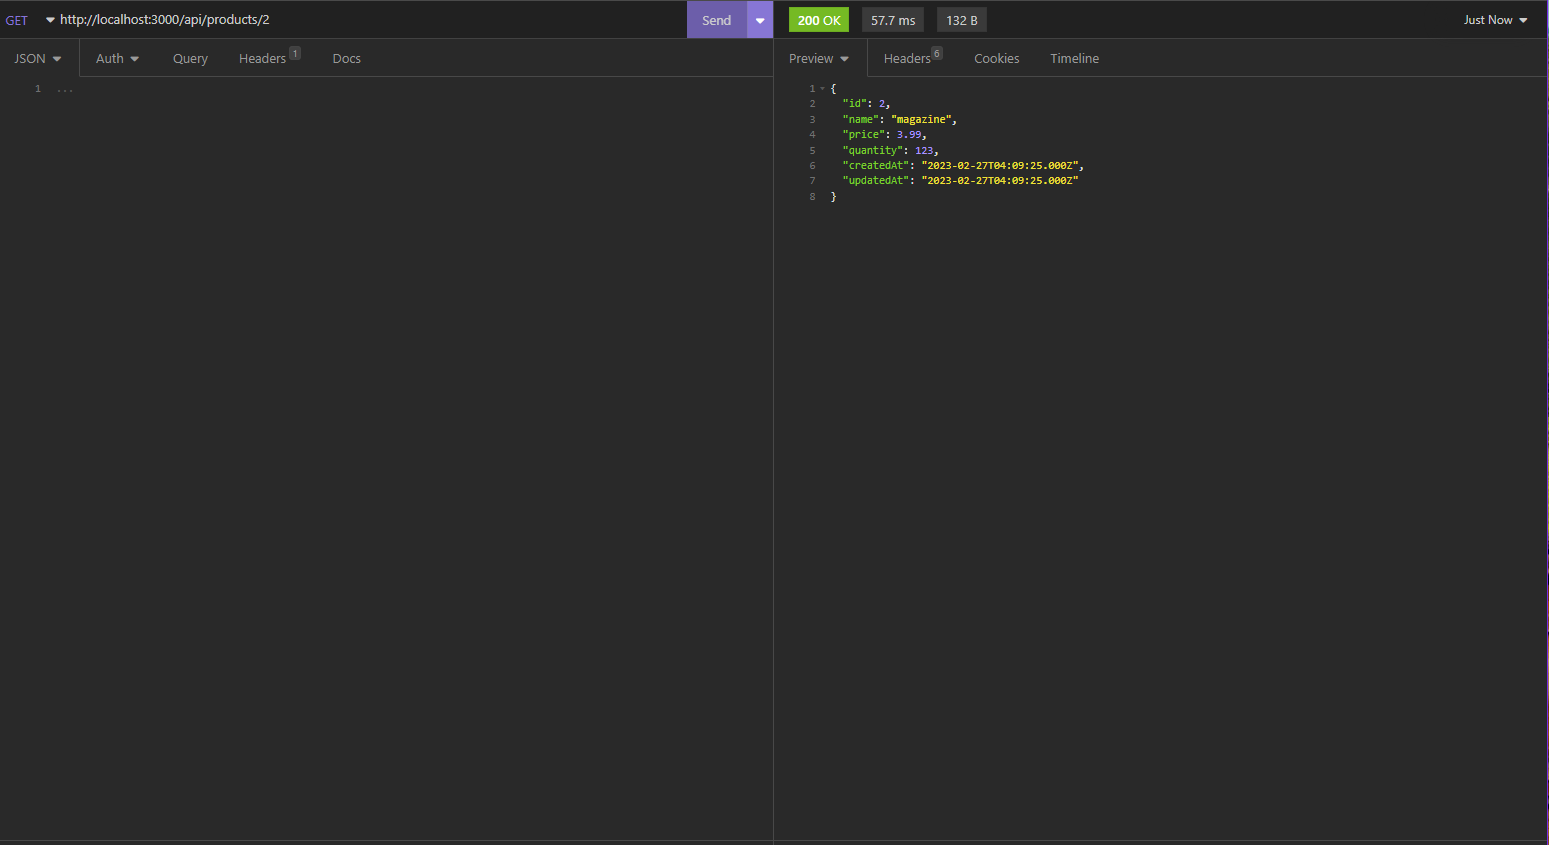 GET http://localhost:3000/api/products/2 Send 200 OK 57.7 ms 132 B Just Now
JSON Auth Query Headers 1 Docs Preview Headers 6 Cookies Timeline
1 ...
1 {
2 "id": 2,
3 "name": "magazine",
4 "price": 3.99,
5 "quantity": 123,
6 "createdAt": "2023-02-27T04:09:25.000Z",
7 "updatedAt": "2023-02-27T04:09:25.000Z"
8 }